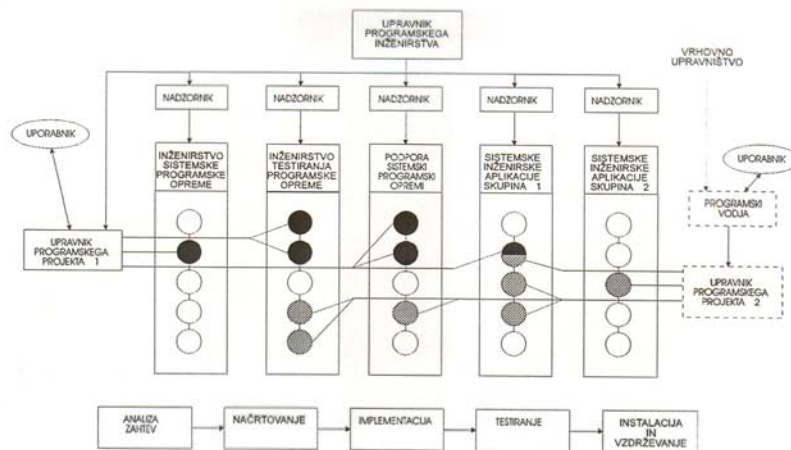 UPRAVNIK
PROGRAMSKEGA
INŽENIRSTVA
VRHOVNO
UPRAVNIŠTVO
NADZORNIK
NADZORNIK
NADZORNIK
NADZORNIK
NADZORNIK
UPORABNIK
INŽENIRSTVO
SISTEMSKE
PROGRAMSKE
OPREME
INŽENIRSTVO
TESTIRANJA
PROGRAMSKE
OPREME
PODPORA
SISTEMSKI
PROGRAMSKI
OPREMI
SISTEMSKE
INŽENIRSKE
APLIKACIJE
SKUPINA 1
SISTEMSKE
INŽENIRSKE
APLIKACIJE
SKUPINA 2
UPORABNIK
PROGRAMSKI
VODJA
UPRAVNIK
PROGRAMSKEGA
PROJEKTA 1
UPRAVNIK
PROGRAMSKEGA
PROJEKTA 2
ANALIZA
ZAHTEV
NAČRTOVANJE
IMPLEMENTACIJA
TESTIRANJE
INSTALACIJA
IN
VZDRŽEVANJE